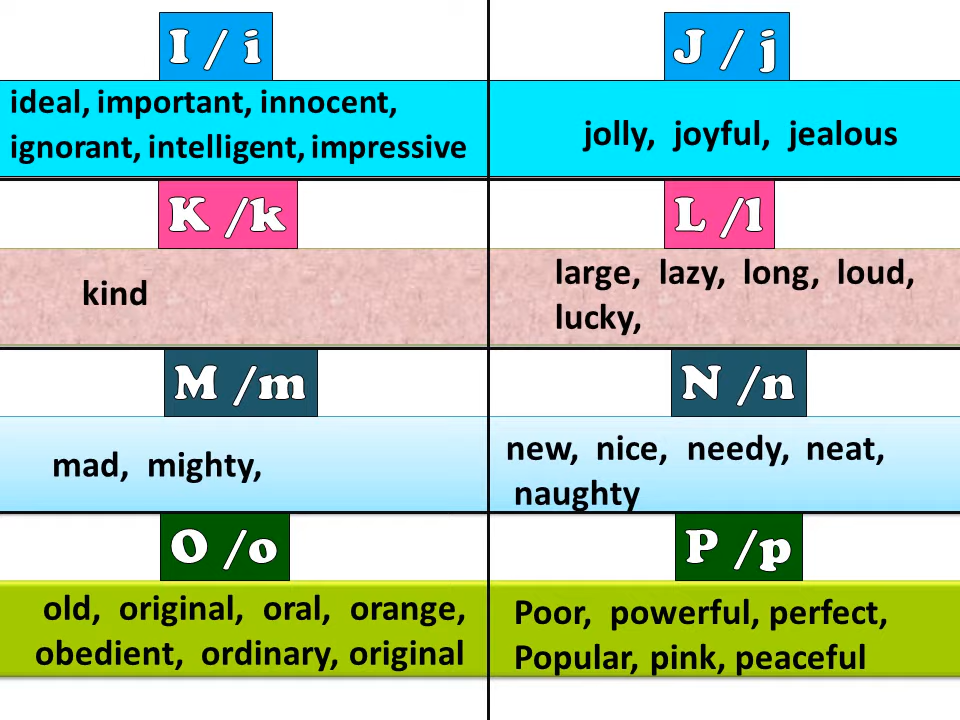 I / i
ideal, important, innocent,
ignorant, intelligent, impressive
J / j
jolly, joyful, jealous
K /k
kind
L /l
large, lazy, long, loud,
lucky,
M /m
mad, mighty,
N /n
new, nice, needy, neat,
naughty
O /o
old, original, oral, orange,
obedient, ordinary, original
P /p
Poor, powerful, perfect,
Popular, pink, peaceful